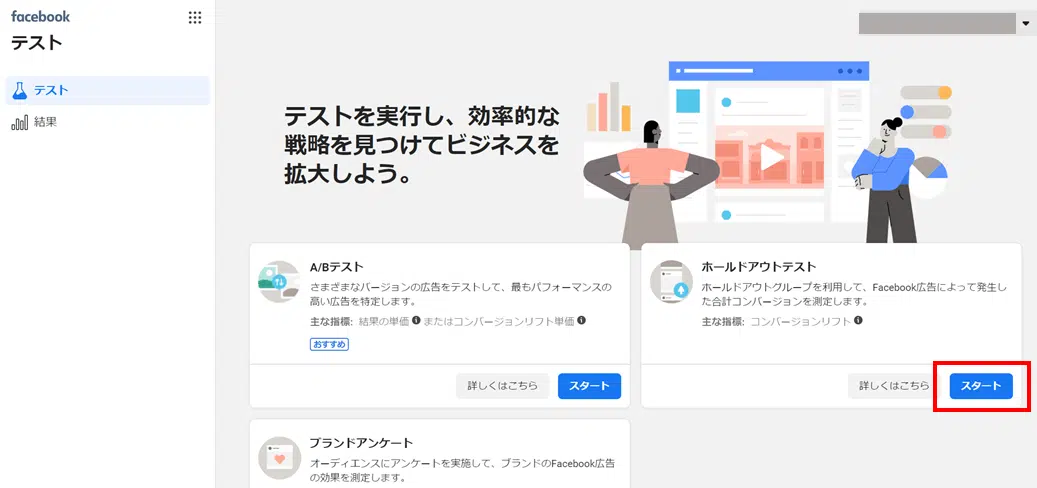 facebook
テスト
テスト
結果
テストを実行し、効率的な
戦略を見つけてビジネスを
拡大しよう。
A/Bテスト
さまざまなバージョンの広告をテストして、最もパフォーマンスの
高い広告を特定します。
主な指標: 結果の単価 またはコンバージョンリフト単価
おすすめ
詳しくはこちら
スタート
ホールドアウトテスト
ホールドアウトグループを利用して、Facebook広告によって発生し
た合計コンバージョンを測定します。
主な指標: コンバージョンリフト
詳しくはこちら
スタート
ブランドアンケート
オーディエンスにアンケートを実施して、ブランドのFacebook広告
の効果を測定します。